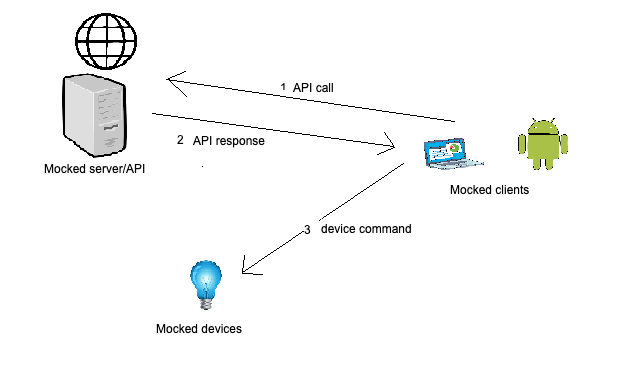 1 API call
2 API response
Mocked server/API
Mocked clients
3 device command
Mocked devices